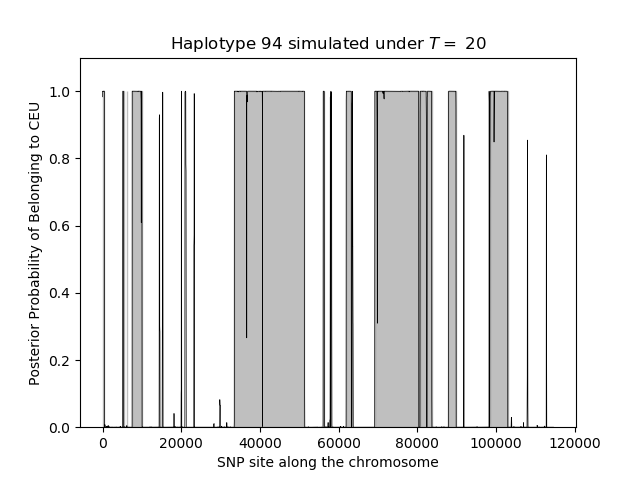 Haplotype 94 simulated under T = 20
Posterior Probability of Belonging to CEU
1.0
0.8
0.6
0.4
0.2
0.0
0 20000 40000 60000 80000 100000 120000
SNP site along the chromosome